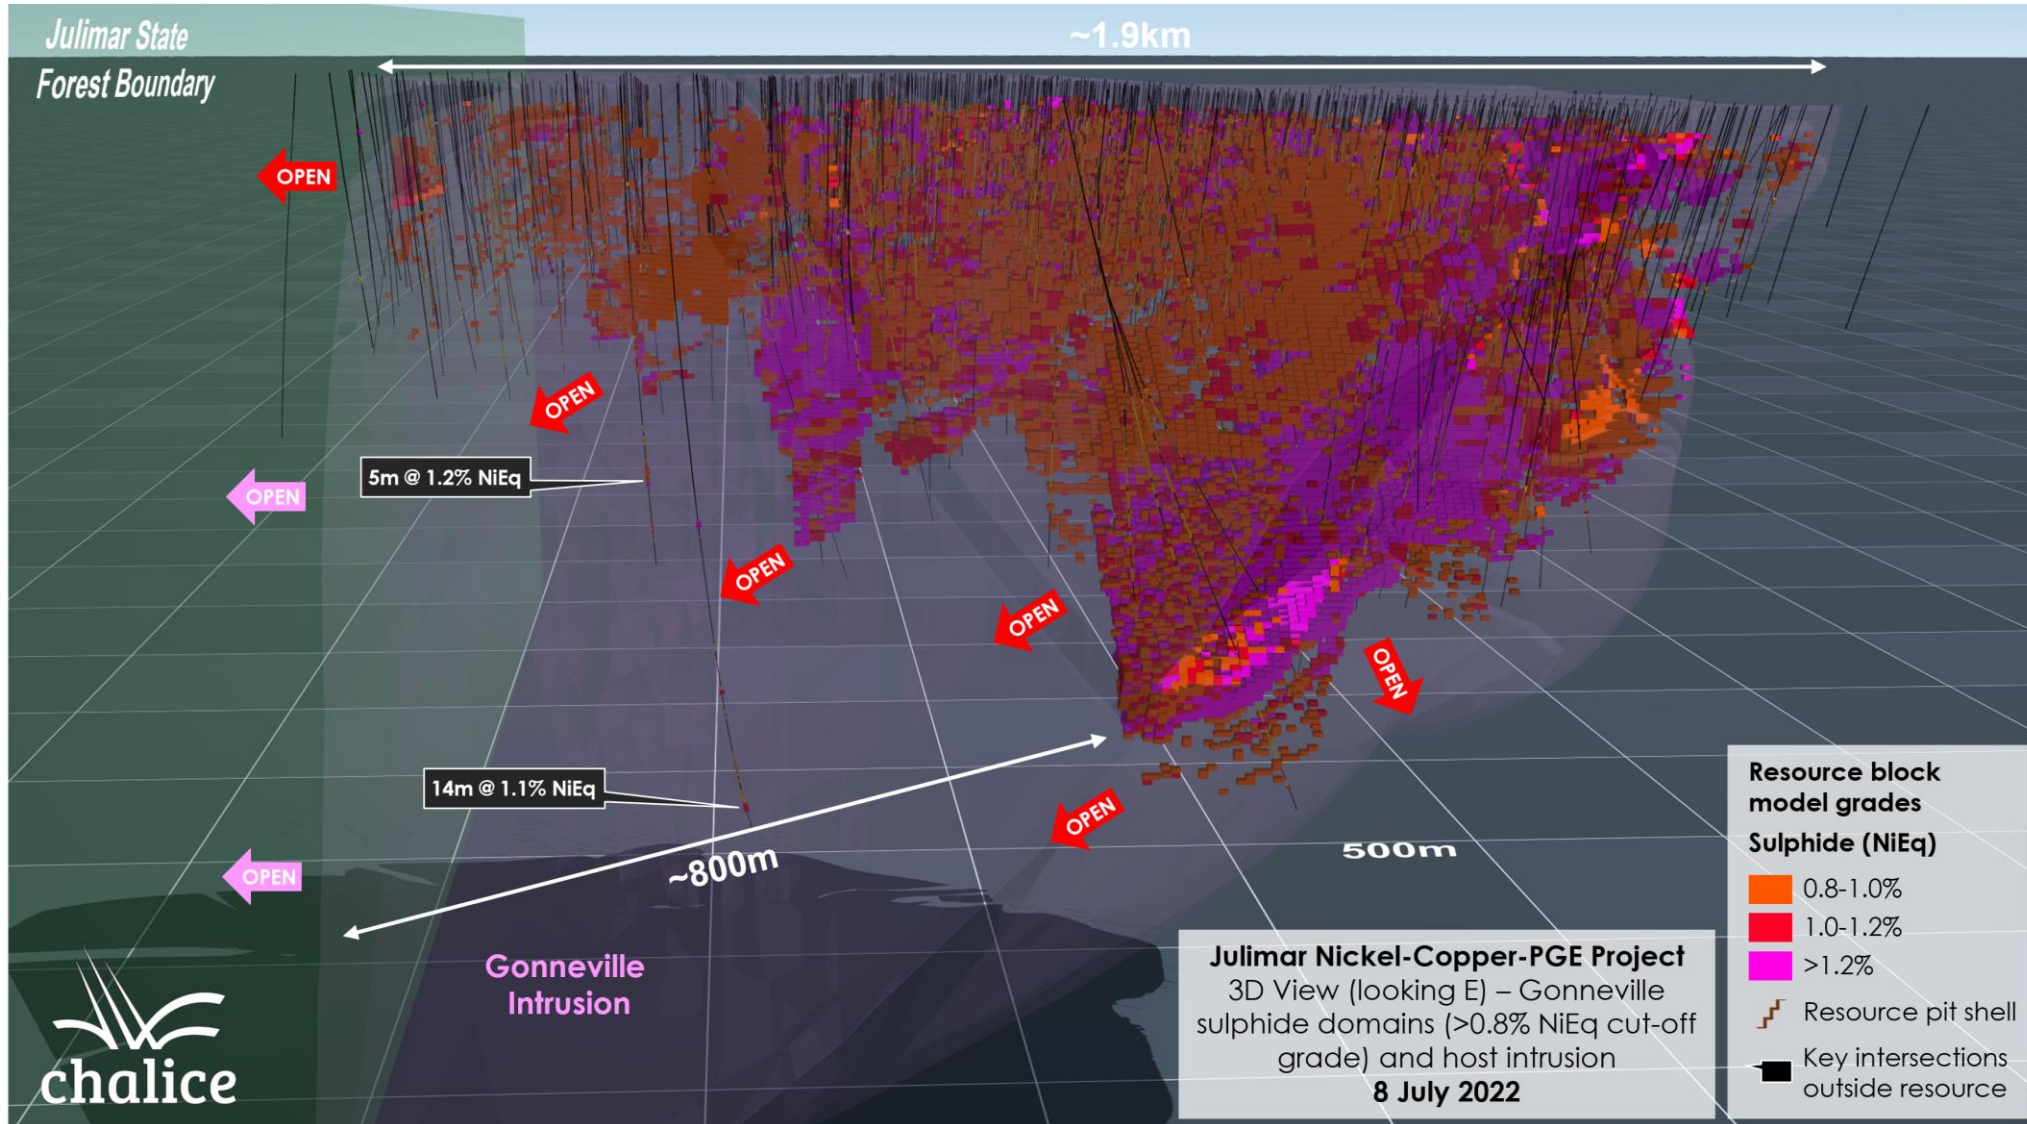 Julimar State
Forest Boundary
~1.9km
OPEN
OPEN
5m @ 1.2% NiEq
OPEN
OPEN
OPEN
OPEN
14m @ 1.1% NiEq
OPEN
OPEN
~800m
500m
Gonneville
Intrusion
chalice
Julimar Nickel-Copper-PGE Project
3D View (looking E) – Gonneville
sulphide domains (>0.8% NiEq cut-off
grade) and host intrusion
8 July 2022
Resource block
model grades
Sulphide (NiEq)
0.8-1.0%
1.0-1.2%
>1.2%
Resource pit shell
Key intersections
outside resource